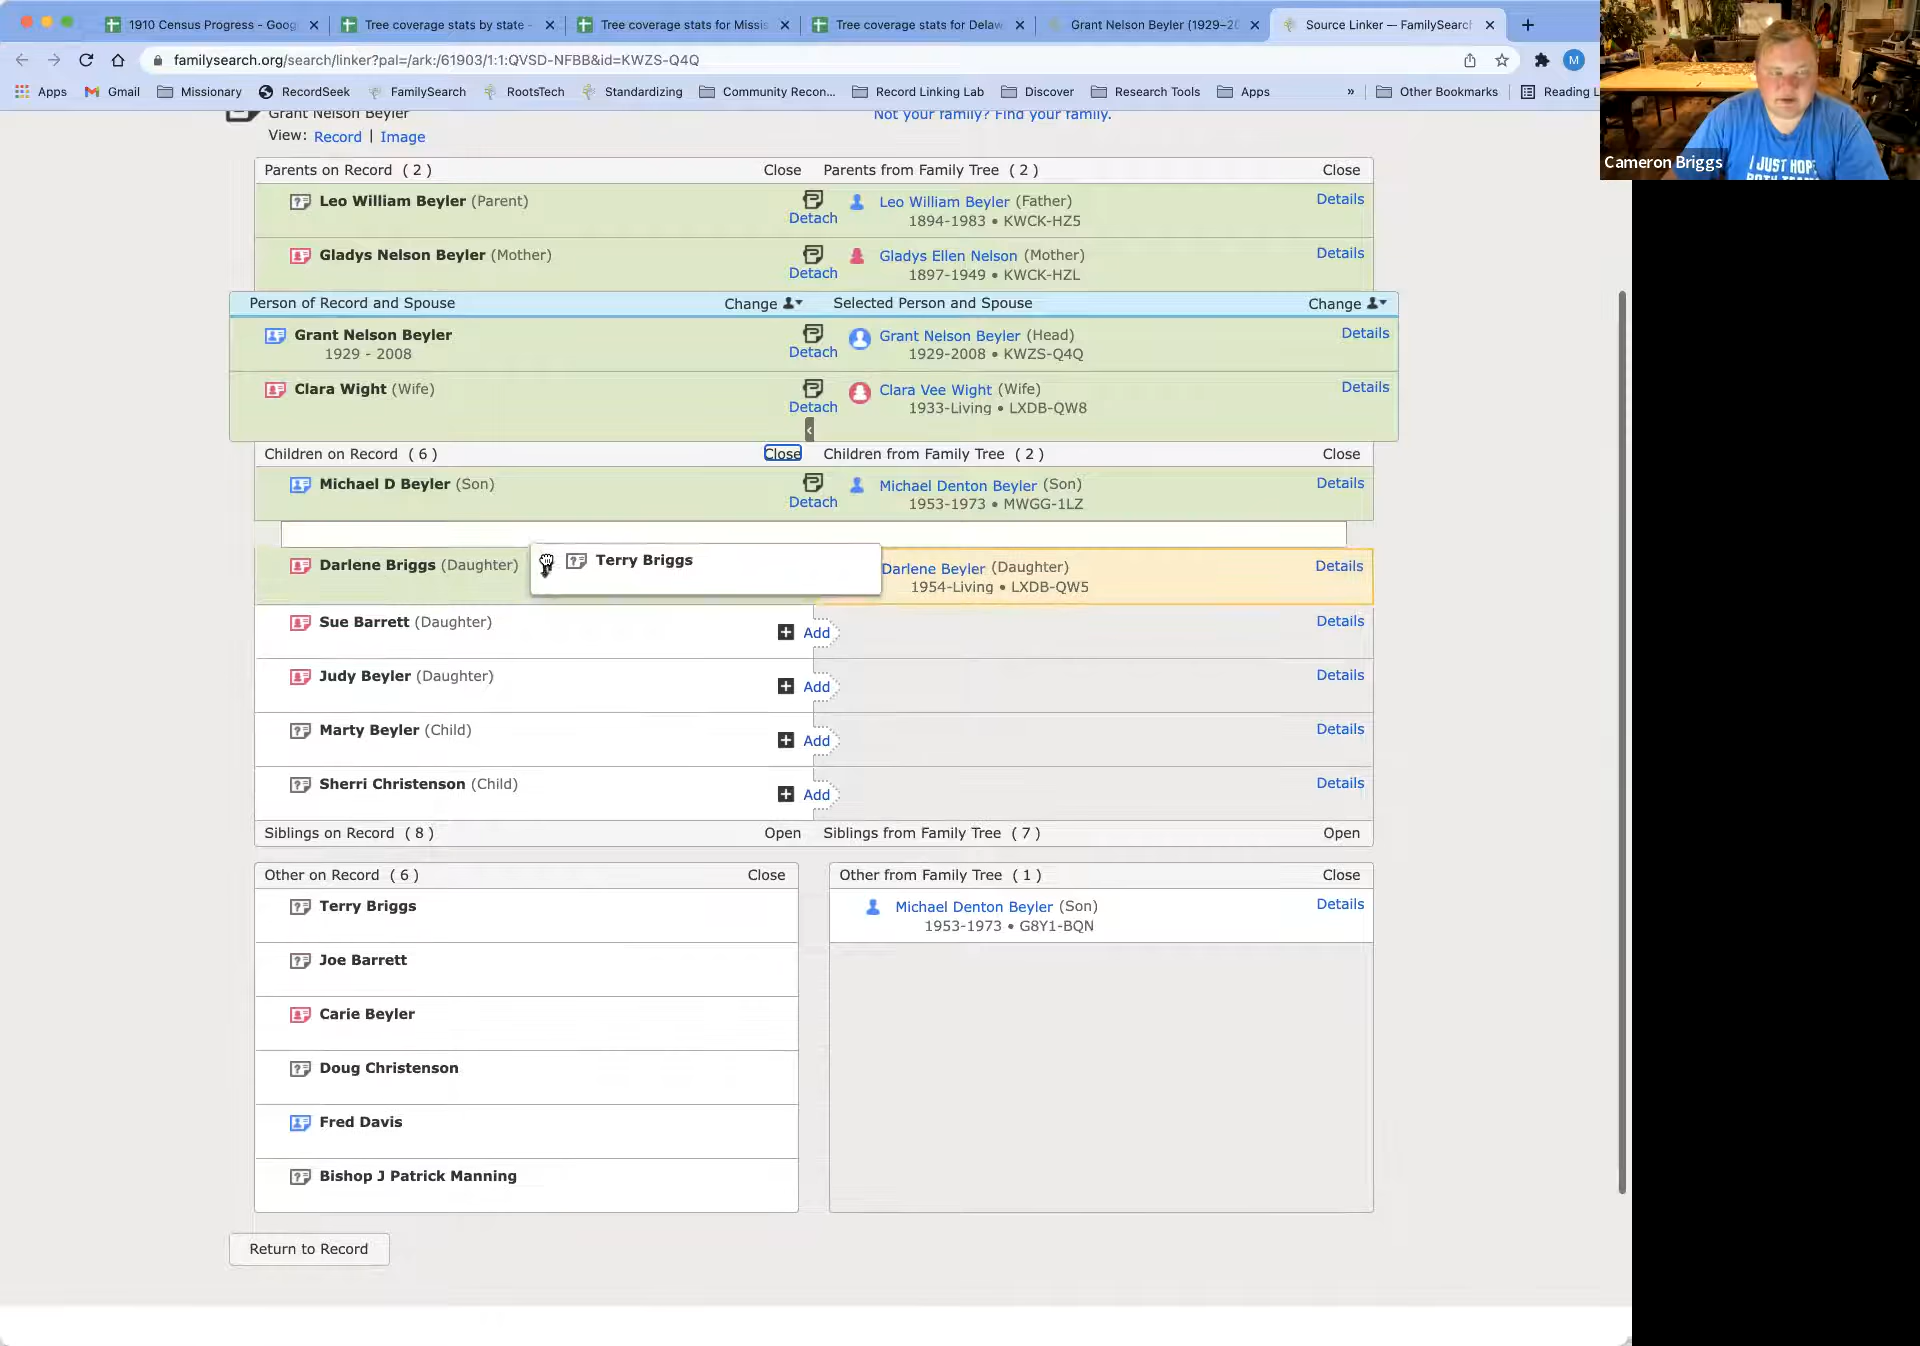 1910 Census Progress - Goog
Tree coverage stats by state -
Tree coverage stats for Missi
Tree coverage stats for Delaw
Grant Nelson Beyler (1929–20
Source Linker — FamilySearch
familysearch.org/search/linker?pal=/ark:/61903/1:1:QVSD-NFBB&id=KWZS-Q4Q
M
Apps
Gmail
Missionary
RecordSeek
FamilySearch
RootsTech
Standardizing
Community Recon...
Record Linking Lab
Discover
Research Tools
Apps
»
Other Bookmarks
Reading L
Cameron Briggs
I JUST HOPE
Grant Nelson Beyler
Not your family? Find your family.
View: Record | Image
Parents on Record ( 2 ) Close Parents from Family Tree ( 2 ) Close
Leo William Beyler (Parent) Detach Leo William Beyler (Father) Details
1894-1983 • KWCK-HZ5
Gladys Nelson Beyler (Mother) Detach Gladys Ellen Nelson (Mother) Details
1897-1949 • KWCK-HZL
Person of Record and Spouse Change Selected Person and Spouse Change
Grant Nelson Beyler Grant Nelson Beyler (Head) Details
1929 - 2008 Detach 1929-2008 • KWZS-Q4Q
Clara Wight (Wife) Clara Vee Wight (Wife) Details
Detach 1933-Living • LXDB-QW8
Children on Record ( 6 ) Close Children from Family Tree ( 2 ) Close
Michael D Beyler (Son) Michael Denton Beyler (Son) Details
Detach 1953-1973 • MWGG-1LZ
Darlene Briggs (Daughter) Terry Briggs Darlene Beyler (Daughter) Details
1954-Living • LXDB-QW5
Sue Barrett (Daughter) Add Details
Judy Beyler (Daughter) Add Details
Marty Beyler (Child) Add Details
Sherri Christenson (Child) Add Details
Siblings on Record ( 8 ) Open Siblings from Family Tree ( 7 ) Open
Other on Record ( 6 ) Close Other from Family Tree ( 1 ) Close
Terry Briggs Michael Denton Beyler (Son) Details
1953-1973 • G8Y1-BQN
Joe Barrett
Carie Beyler
Doug Christenson
Fred Davis
Bishop J Patrick Manning
Return to Record